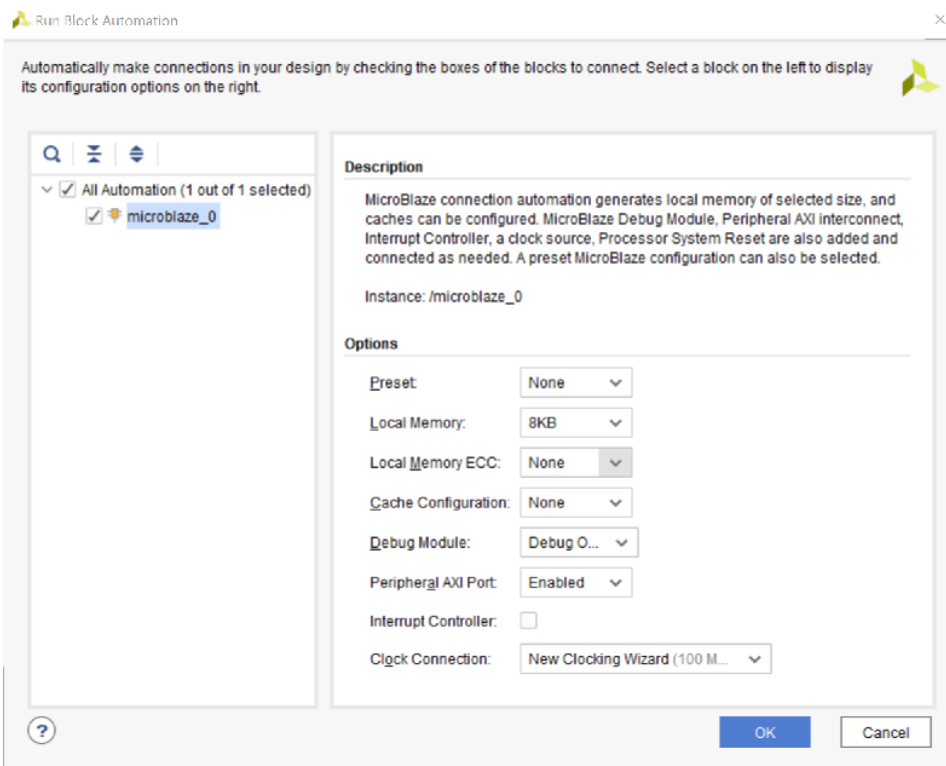 Run Block Automation
Automatically make connections in your design by checking the boxes of the blocks to connect. Select a block on the left to display
its configuration options on the right.
All Automation (1 out of 1 selected)
microblaze_0
Description
MicroBlaze connection automation generates local memory of selected size, and
caches can be configured. MicroBlaze Debug Module, Peripheral AXI interconnect,
Interrupt Controller, a clock source, Processor System Reset are also added and
connected as needed. A preset MicroBlaze configuration can also be selected.
Instance: /microblaze_0
Options
Preset: None
Local Memory: 8KB
Local Memory ECC: None
Cache Configuration: None
Debug Module: Debug O...
Peripheral AXI Port: Enabled
Interrupt Controller:
Clock Connection: New Clocking Wizard (100 M...
?
OK Cancel